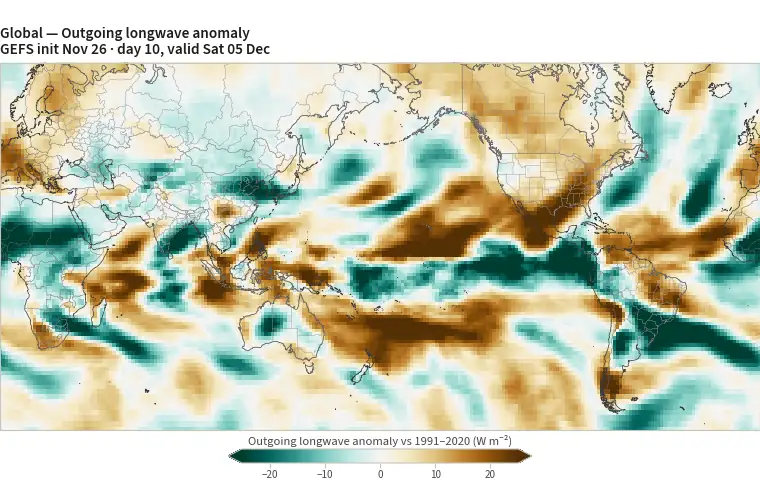 Global — Outgoing longwave anomaly
GEFS init Nov 26 · day 10, valid Sat 05 Dec
Outgoing longwave anomaly vs 1991–2020 (W m⁻²)
−20 −10 0 10 20